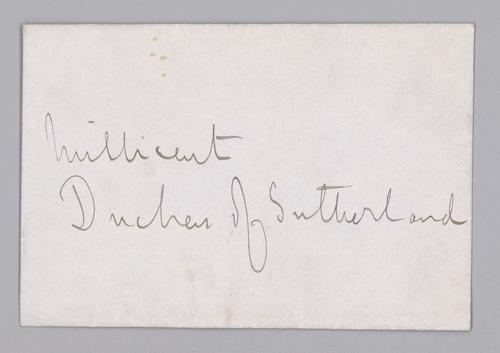 Millicent
Duchess of Sutherland